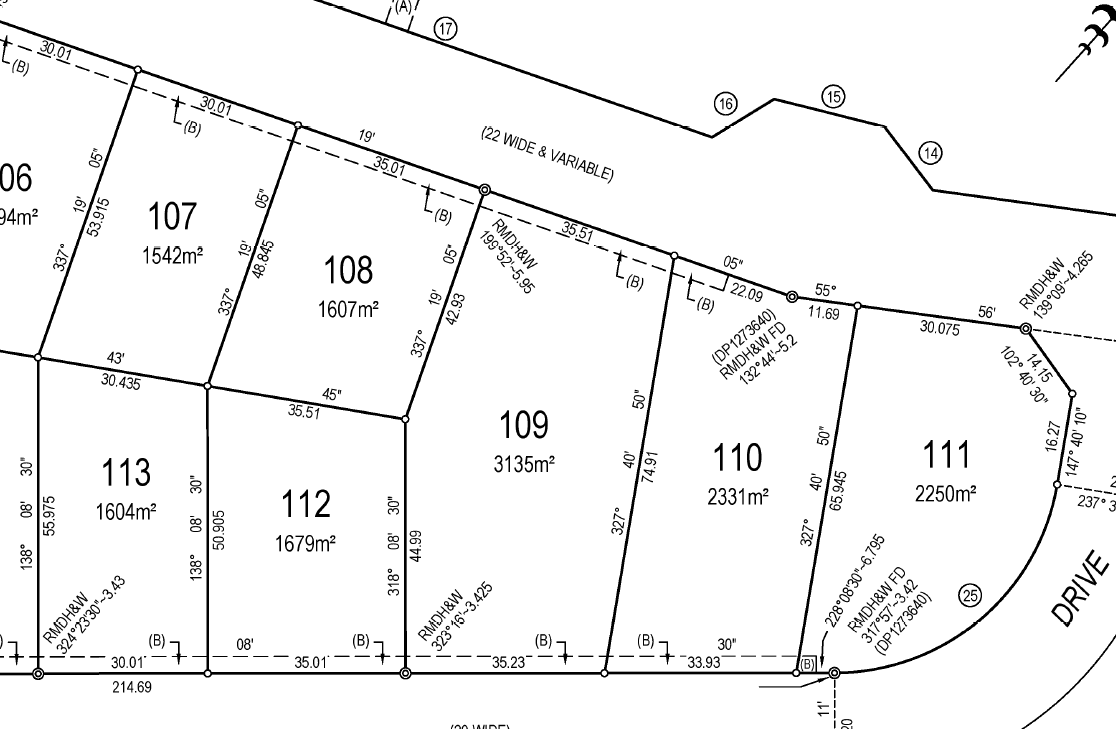 (A)
17
30.01
(B)
16
15
14
30.01
(B)
19'
35.01
(B)
(22 WIDE & VARIABLE)
06
94m²
05"
19'
53.915
337°
107
1542m²
05"
19'
48.845
337°
108
1607m²
05"
19'
42.93
337°
RMDH&W
199°52'~5.95
35.51
(B)
05"
22.09
(B)
55°
11.69
(DP1273640)
RMDH&W FD
132°44'~5.2
56'
30.075
RMDH&W
139°09'~4.265
14.15
102° 40' 30"
16.27
147° 40' 10"
237° 3
43'
30.435
45"
35.51
113
1604m²
30"
08'
138°
55.975
112
1679m²
30"
08'
138°
50.905
30"
08'
318°
44.99
109
3135m²
50"
40'
327°
74.91
110
2331m²
50"
40'
327°
65.945
111
2250m²
25
DRIVE
RMDH&W
324°23'30"~3.43
RMDH&W
323°16'~3.425
228°08'30"~6.795
RMDH&W FD
317°57'~3.42
(DP1273640)
(B)
30.01
08'
(B)
35.01
35.23
(B)
(B)
30"
33.93
(B)
214.69
11'
20
(20 WIDE)